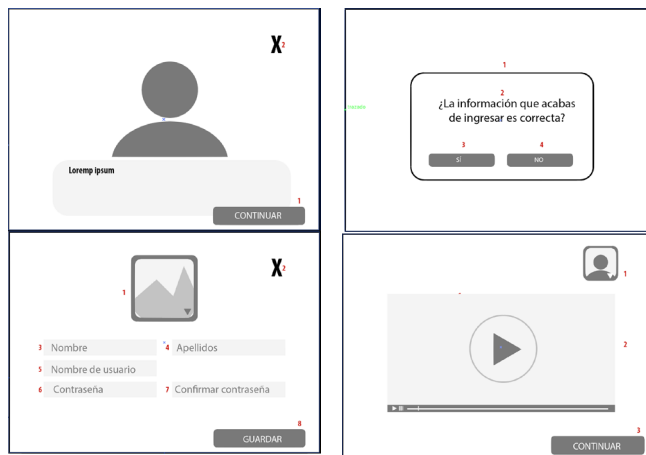 X 2
Loremp ipsum
1
CONTINUAR
1
2
¿La información que acabas
de ingresar es correcta?
3 4
SÍ NO
X 2
1
3 Nombre 4 Apellidos
5 Nombre de usuario
6 Contraseña 7 Confirmar contraseña
8
GUARDAR
1
2
3
CONTINUAR